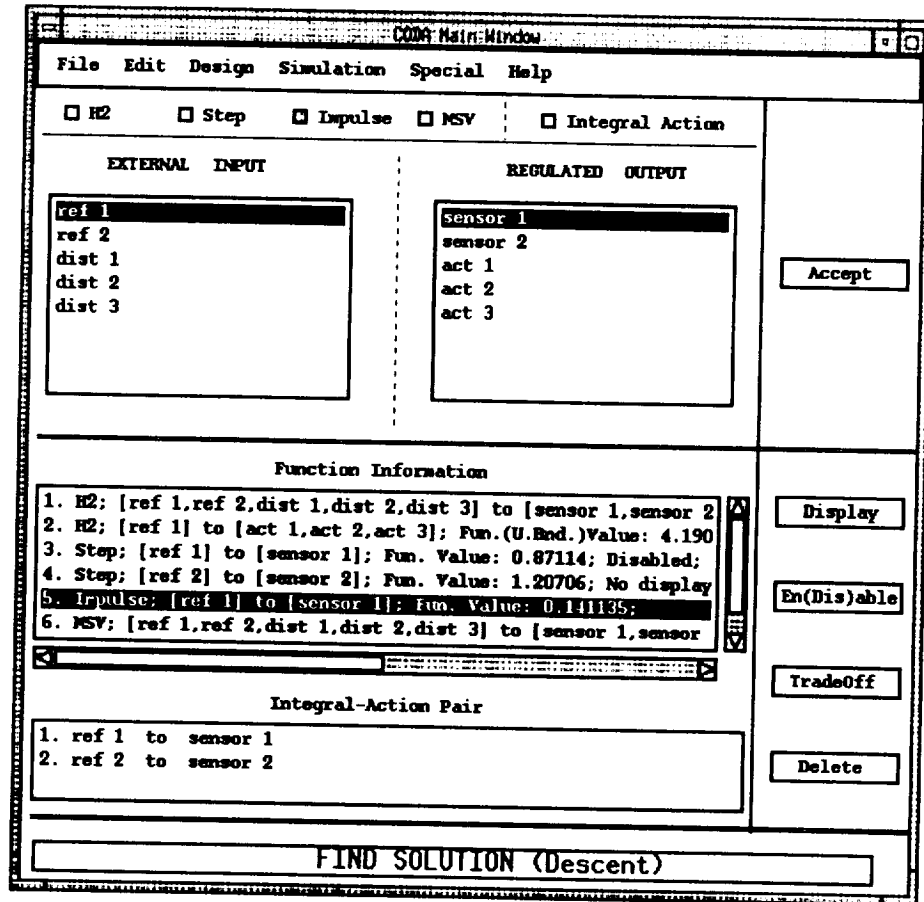 CODA Main Window
File Edit Design Simulation Special Help
H2 Step Impulse MSV Integral Action
EXTERNAL INPUT
REGULATED OUTPUT
ref 1
ref 2
dist 1
dist 2
dist 3
sensor 1
sensor 2
act 1
act 2
act 3
Accept
Function Information
1. H2; [ref 1,ref 2,dist 1,dist 2,dist 3] to [sensor 1,sensor 2
2. H2; [ref 1] to [act 1,act 2,act 3]; Fun.(U.Bnd.)Value: 4.190
3. Step; [ref 1] to [sensor 1]; Fun. Value: 0.87114; Disabled;
4. Step; [ref 2] to [sensor 2]; Fun. Value: 1.20706; No display
5. Impulse; [ref 1] to [sensor 1]; Fun. Value: 0.141135;
6. MSV; [ref 1,ref 2,dist 1,dist 2,dist 3] to [sensor 1,sensor
Display
En(Dis)able
TradeOff
Delete
Integral-Action Pair
1. ref 1 to sensor 1
2. ref 2 to sensor 2
FIND SOLUTION (Descent)